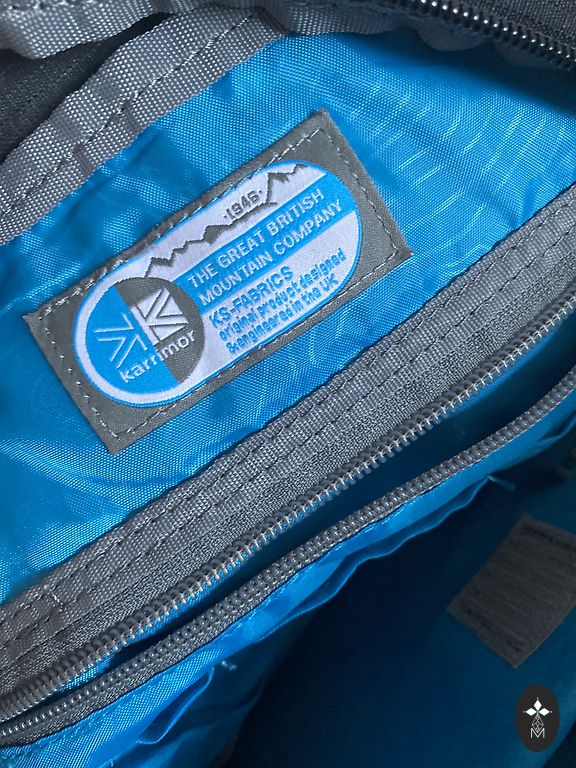 ·1946·
THE GREAT BRITISH
MOUNTAIN COMPANY
KS-FABRICS
original product designed
& engineered in the UK
karrimor
M